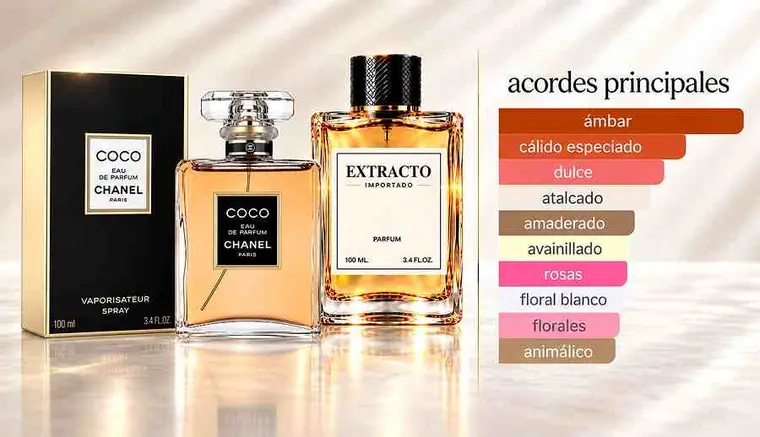 COCO
EAU
DE PARFUM
CHANEL
PARIS
VAPORISATEUR
SPRAY
100 ml
3.4 FL.OZ
COCO
EAU
DE PARFUM
CHANEL
PARIS
EXTRACTO
IMPORTADO
PARFUM
100 ML.
3.4 FL.OZ.
acordes principales
ámbar
cálido especiado
dulce
atalcado
amaderado
avainillado
rosas
floral blanco
florales
animálico